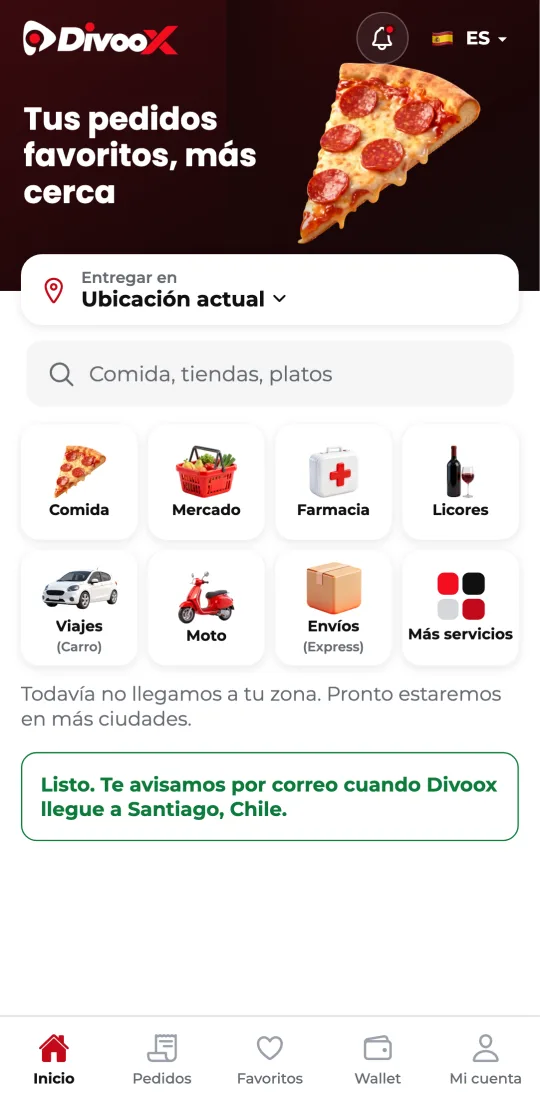 DivooX
ES
Tus pedidos
favoritos, más
cerca
Entregar en
Ubicación actual
Comida, tiendas, platos
Comida
Mercado
Farmacia
Licores
Viajes
(Carro)
Moto
Envíos
(Express)
Más servicios
Todavía no llegamos a tu zona. Pronto estaremos
en más ciudades.
Listo. Te avisamos por correo cuando Divoox
llegue a Santiago, Chile.
Inicio
Pedidos
Favoritos
Wallet
Mi cuenta